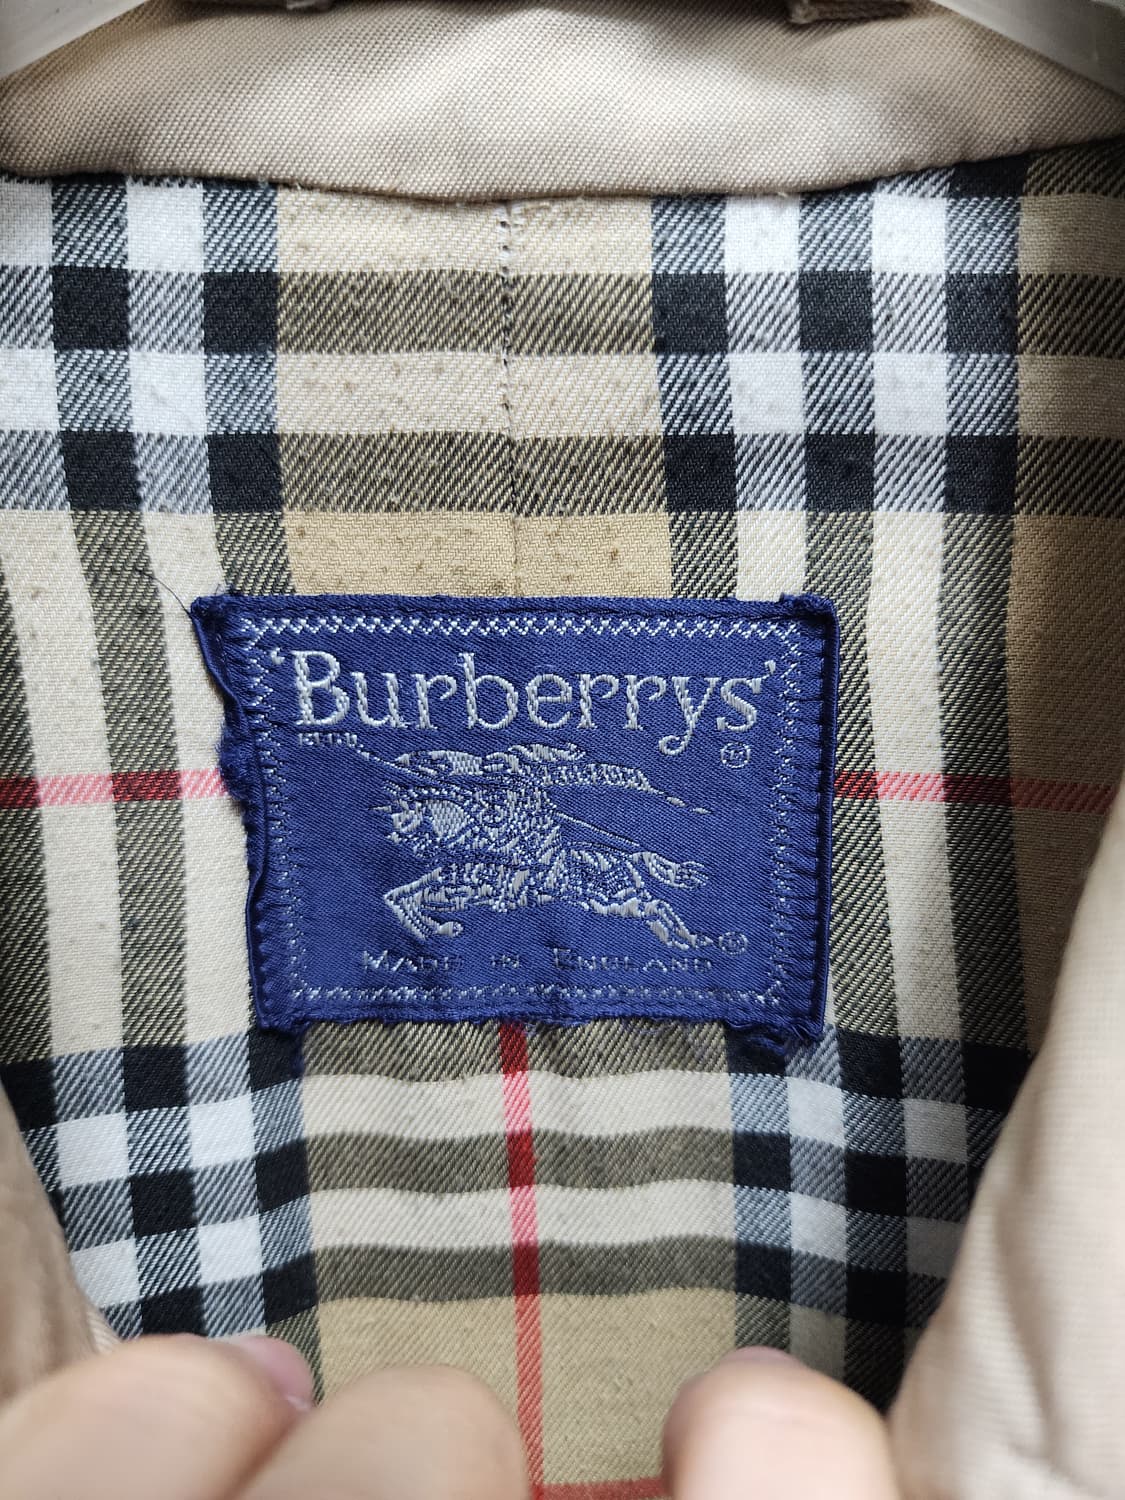 'Burberrys'
®
®
MADE IN ENGLAND